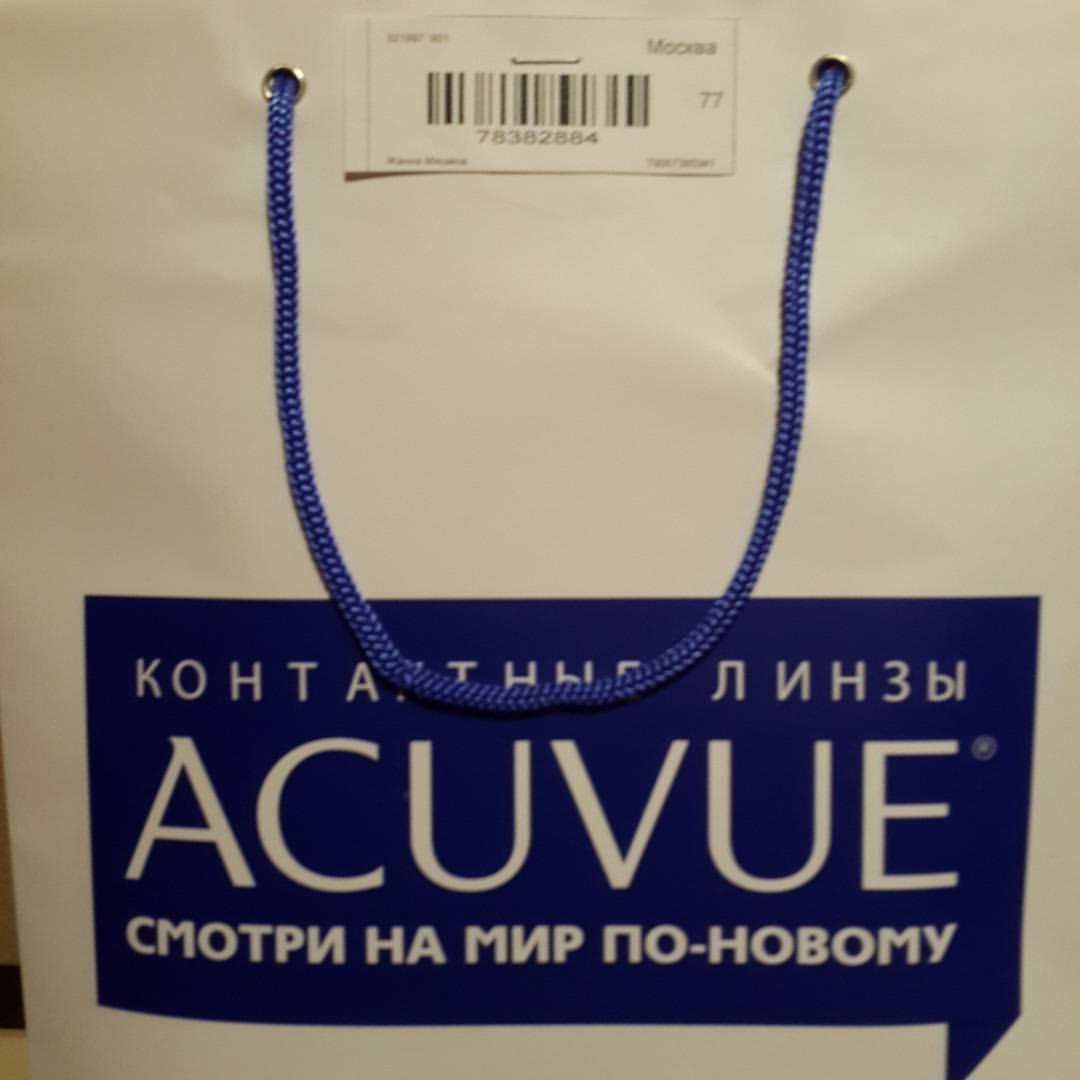 Москва
77
78382884
КОНТАКТНЫЕ ЛИНЗЫ
ACUVUE®
СМОТРИ НА МИР ПО-НОВОМУ